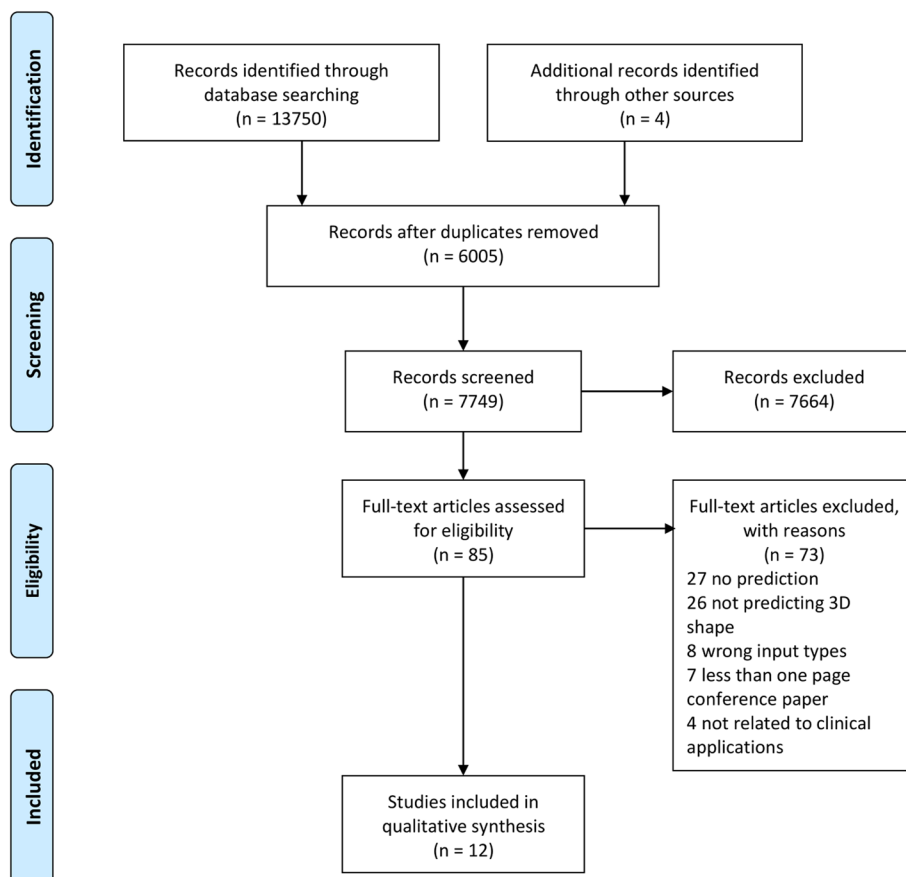 Identification
Records identified through
database searching
(n = 13750)
Additional records identified
through other sources
(n = 4)
Records after duplicates removed
(n = 6005)
Screening
Records screened
(n = 7749)
Records excluded
(n = 7664)
Eligibility
Full-text articles assessed
for eligibility
(n = 85)
Full-text articles excluded,
with reasons
(n = 73)
27 no prediction
26 not predicting 3D
shape
8 wrong input types
7 less than one page
conference paper
4 not related to clinical
applications
Included
Studies included in
qualitative synthesis
(n = 12)